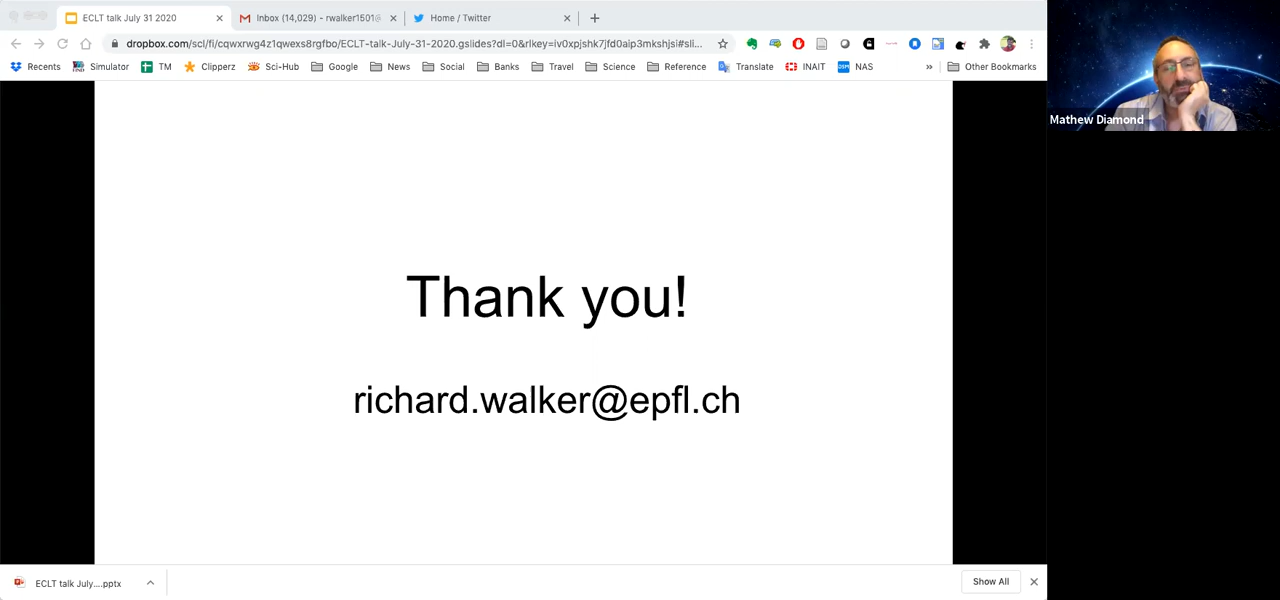 ECLT talk July 31 2020
Inbox (14,029) - rwalker1501@
Home / Twitter
dropbox.com/scl/fi/cqwxrwg4z1qwexs8rgfbo/ECLT-talk-July-31-2020.gslides?dl=0&rlkey=iv0xpjshk7jfd0aip3mkshjsi#sli...
Recents
Simulator
TM
Clipperz
Sci-Hub
Google
News
Social
Banks
Travel
Science
Reference
Translate
INAIT
NAS
»
Other Bookmarks
Mathew Diamond
Thank you!
richard.walker@epfl.ch
ECLT talk July....pptx
Show All